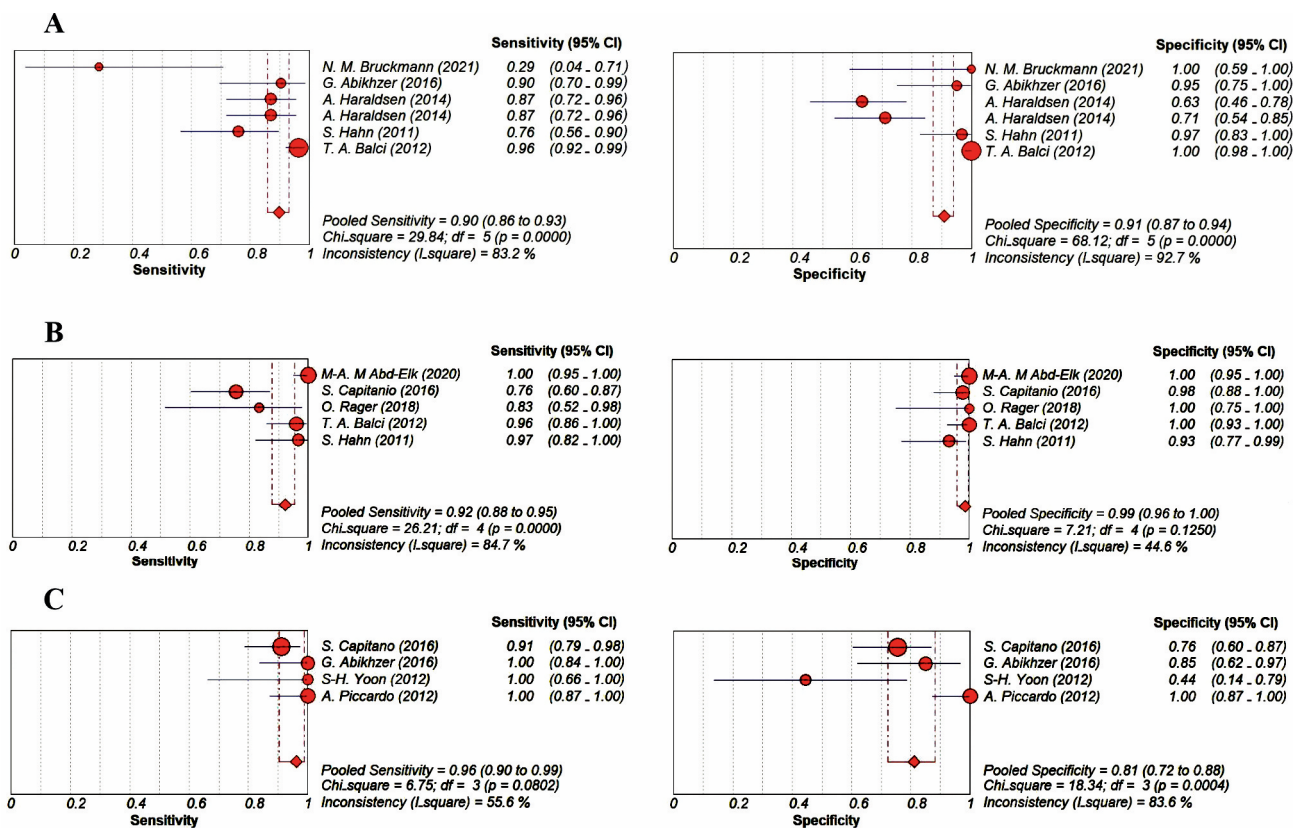 A
Sensitivity (95% CI)
N. M. Bruckmann (2021) 0.29 (0.04 - 0.71)
G. Abikhzer (2016) 0.90 (0.70 - 0.99)
A. Haraldsen (2014) 0.87 (0.72 - 0.96)
A. Haraldsen (2014) 0.87 (0.72 - 0.96)
S. Hahn (2011) 0.76 (0.56 - 0.90)
T. A. Balci (2012) 0.96 (0.92 - 0.99)
Pooled Sensitivity = 0.90 (0.86 to 0.93)
Chi-square = 29.84; df = 5 (p = 0.0000)
Inconsistency (I-square) = 83.2 %
0 0.2 0.4 0.6 0.8 1
Sensitivity
Specificity (95% CI)
N. M. Bruckmann (2021) 1.00 (0.59 - 1.00)
G. Abikhzer (2016) 0.95 (0.75 - 1.00)
A. Haraldsen (2014) 0.63 (0.46 - 0.78)
A. Haraldsen (2014) 0.71 (0.54 - 0.85)
S. Hahn (2011) 0.97 (0.83 - 1.00)
T. A. Balci (2012) 1.00 (0.98 - 1.00)
Pooled Specificity = 0.91 (0.87 to 0.94)
Chi-square = 68.12; df = 5 (p = 0.0000)
Inconsistency (I-square) = 92.7 %
0 0.2 0.4 0.6 0.8 1
Specificity
B
Sensitivity (95% CI)
M-A. M Abd-Elk (2020) 1.00 (0.95 - 1.00)
S. Capitanio (2016) 0.76 (0.60 - 0.87)
O. Rager (2018) 0.83 (0.52 - 0.98)
T. A. Balci (2012) 0.96 (0.86 - 1.00)
S. Hahn (2011) 0.97 (0.82 - 1.00)
Pooled Sensitivity = 0.92 (0.88 to 0.95)
Chi-square = 26.21; df = 4 (p = 0.0000)
Inconsistency (I-square) = 84.7 %
0 0.2 0.4 0.6 0.8 1
Sensitivity
Specificity (95% CI)
M-A. M Abd-Elk (2020) 1.00 (0.95 - 1.00)
S. Capitanio (2016) 0.98 (0.88 - 1.00)
O. Rager (2018) 1.00 (0.75 - 1.00)
T. A. Balci (2012) 1.00 (0.93 - 1.00)
S. Hahn (2011) 0.93 (0.77 - 0.99)
Pooled Specificity = 0.99 (0.96 to 1.00)
Chi-square = 7.21; df = 4 (p = 0.1250)
Inconsistency (I-square) = 44.6 %
0 0.2 0.4 0.6 0.8 1
Specificity
C
Sensitivity (95% CI)
S. Capitano (2016) 0.91 (0.79 - 0.98)
G. Abikhzer (2016) 1.00 (0.84 - 1.00)
S-H. Yoon (2012) 1.00 (0.66 - 1.00)
A. Piccardo (2012) 1.00 (0.87 - 1.00)
Pooled Sensitivity = 0.96 (0.90 to 0.99)
Chi-square = 6.75; df = 3 (p = 0.0802)
Inconsistency (I-square) = 55.6 %
0 0.2 0.4 0.6 0.8 1
Sensitivity
Specificity (95% CI)
S. Capitano (2016) 0.76 (0.60 - 0.87)
G. Abikhzer (2016) 0.85 (0.62 - 0.97)
S-H. Yoon (2012) 0.44 (0.14 - 0.79)
A. Piccardo (2012) 1.00 (0.87 - 1.00)
Pooled Specificity = 0.81 (0.72 to 0.88)
Chi-square = 18.34; df = 3 (p = 0.0004)
Inconsistency (I-square) = 83.6 %
0 0.2 0.4 0.6 0.8 1
Specificity